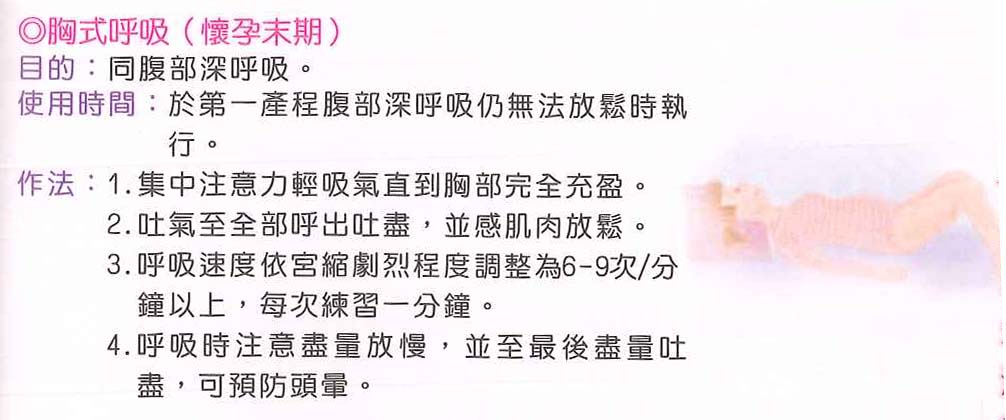 ◎胸式呼吸（懷孕末期）
目的：同腹部深呼吸。
使用時間：於第一產程腹部深呼吸仍無法放鬆時執
行。
作法：1.集中注意力輕吸氣直到胸部完全充盈。
2.吐氣至全部呼出吐盡，並感肌肉放鬆。
3.呼吸速度依宮縮劇烈程度調整為6-9次/分
鐘以上，每次練習一分鐘。
4.呼吸時注意盡量放慢，並至最後盡量吐
盡，可預防頭暈。